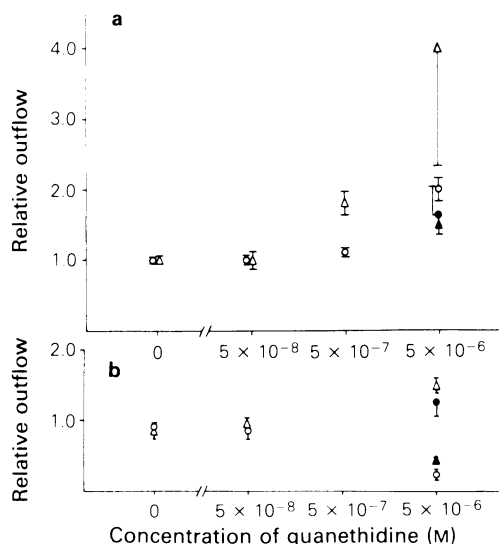 a
Relative outflow
4.0
3.0
2.0
1.0
0
5 × 10⁻⁸
5 × 10⁻⁷
5 × 10⁻⁶
b
Relative outflow
2.0
1.0
0
5 × 10⁻⁸
5 × 10⁻⁷
5 × 10⁻⁶
Concentration of guanethidine (M)